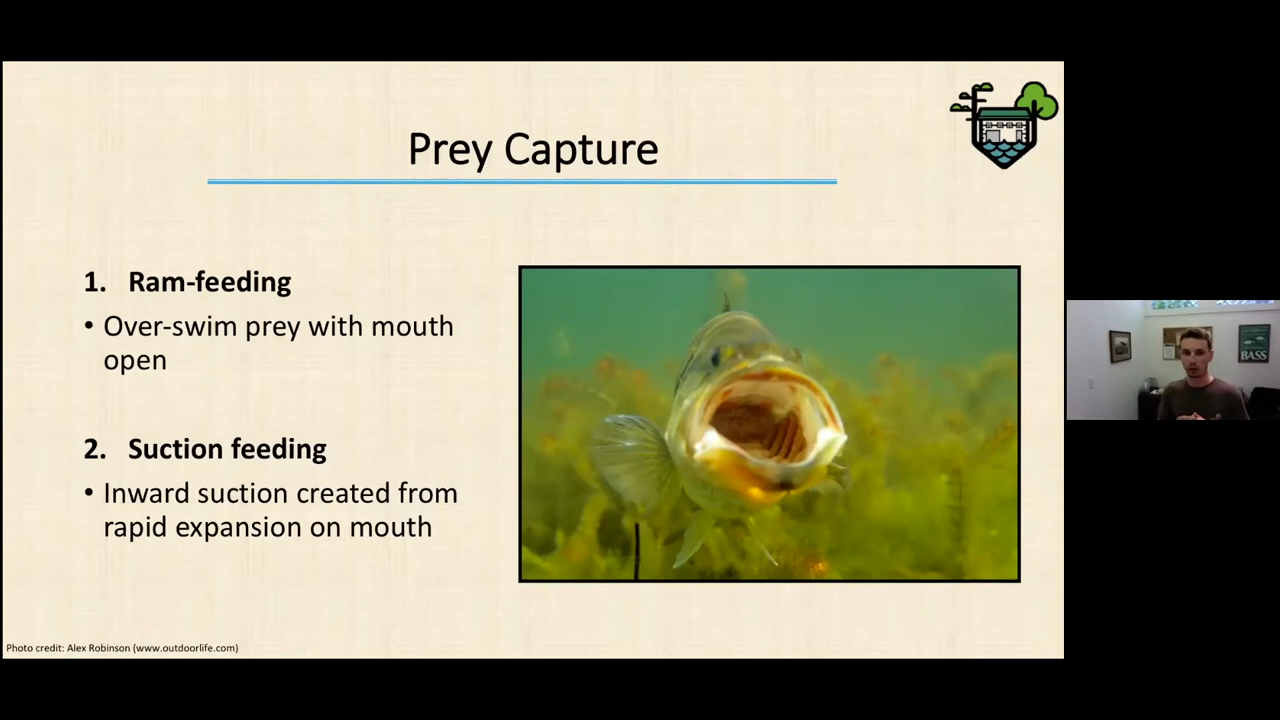 Prey Capture
1. Ram-feeding
• Over-swim prey with mouth
open
2. Suction feeding
• Inward suction created from
rapid expansion on mouth
Photo credit: Alex Robinson (www.outdoorlife.com)
BASS